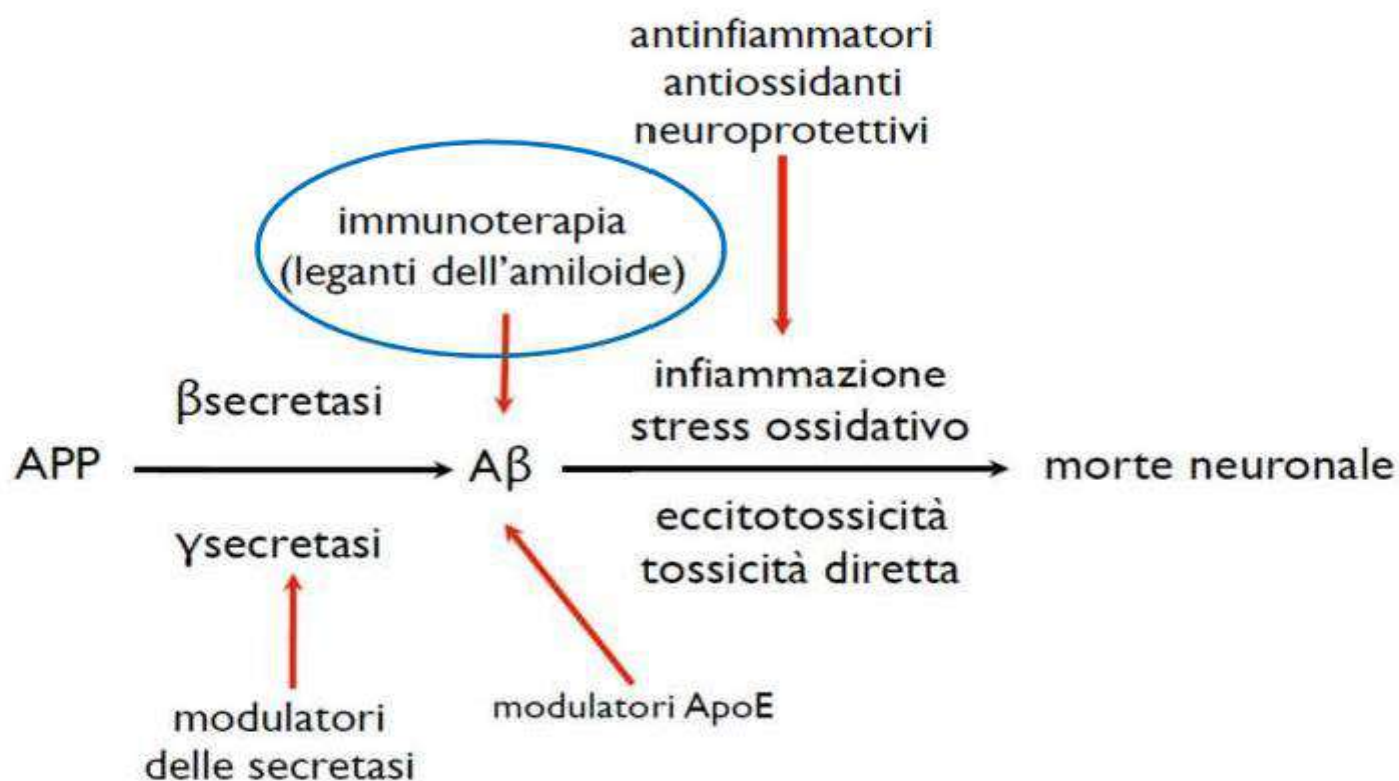 antinfiammatori
antiossidanti
neuroprotettivi
immunoterapia
(leganti dell'amiloide)
infiammazione
stress ossidativo
βsecretasi
APP
Aβ
morte neuronale
γsecretasi
eccitotossicità
tossicità diretta
modulatori
delle secretasi
modulatori ApoE